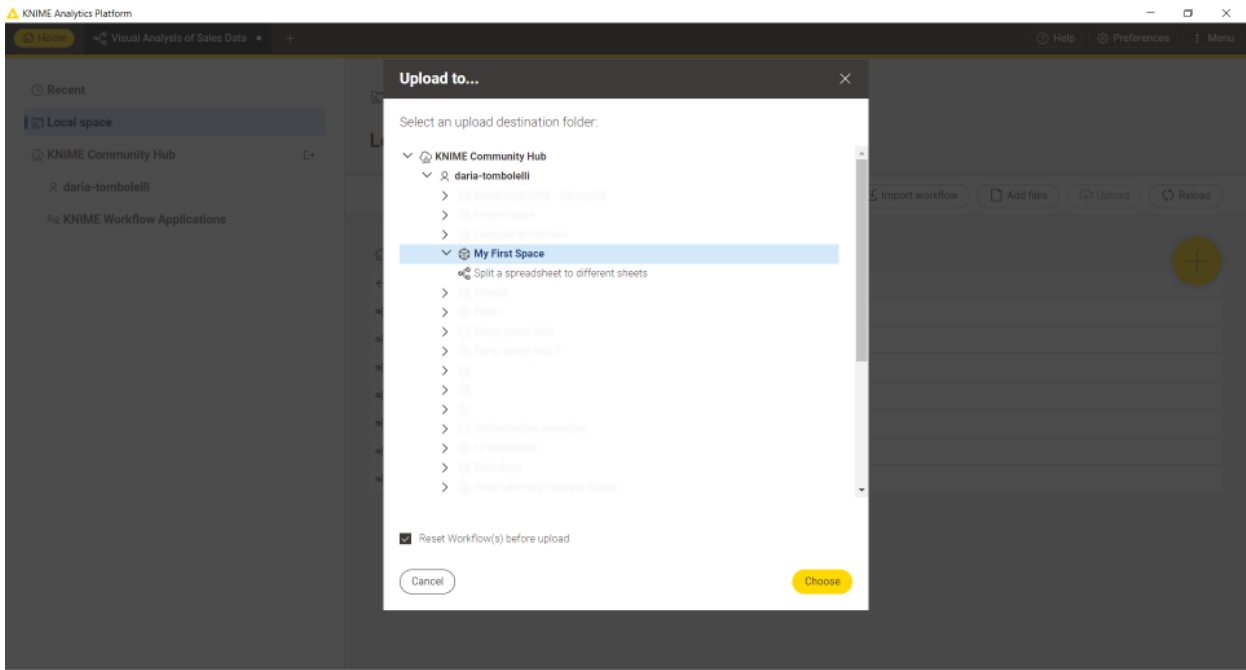 KNIME Analytics Platform
Home Visual Analysis of Sales Data Help Preferences Menu
Recent
Local space
KNIME Community Hub
daria-tombolelli
KNIME Workflow Applications
Import workflow Add files Upload Reload
Upload to...
Select an upload destination folder:
KNIME Community Hub
daria-tombolelli
My First Space
Split a spreadsheet to different sheets
Reset Workflow(s) before upload
Cancel Choose